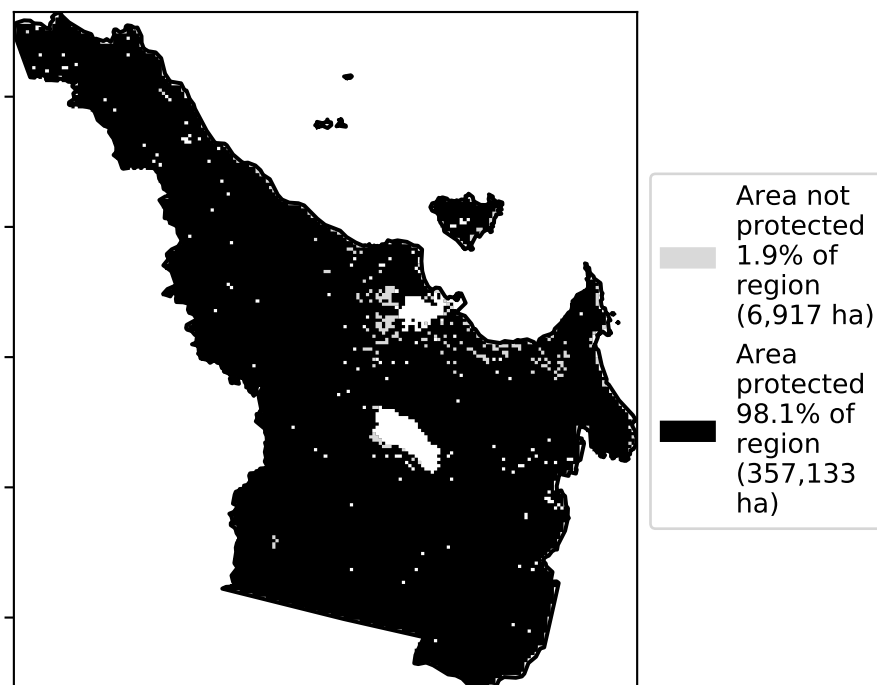 Area not
protected
1.9% of
region
(6,917 ha)
Area
protected
98.1% of
region
(357,133
ha)